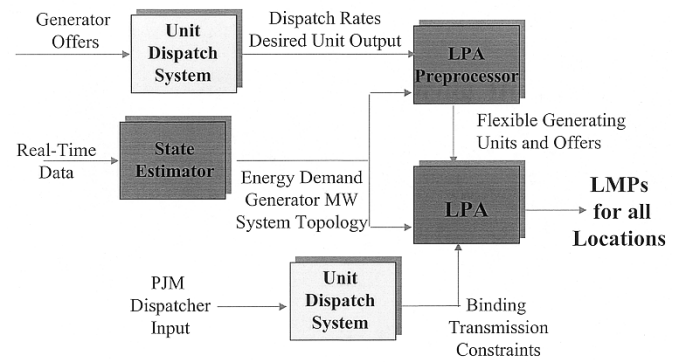 Generator
Offers
Unit
Dispatch
System
Dispatch Rates
Desired Unit Output
LPA
Preprocessor
Flexible Generating
Units and Offers
Real-Time
Data
State
Estimator
Energy Demand
Generator MW
System Topology
LPA
LMPs
for all
Locations
PJM
Dispatcher
Input
Unit
Dispatch
System
Binding
Transmission
Constraints